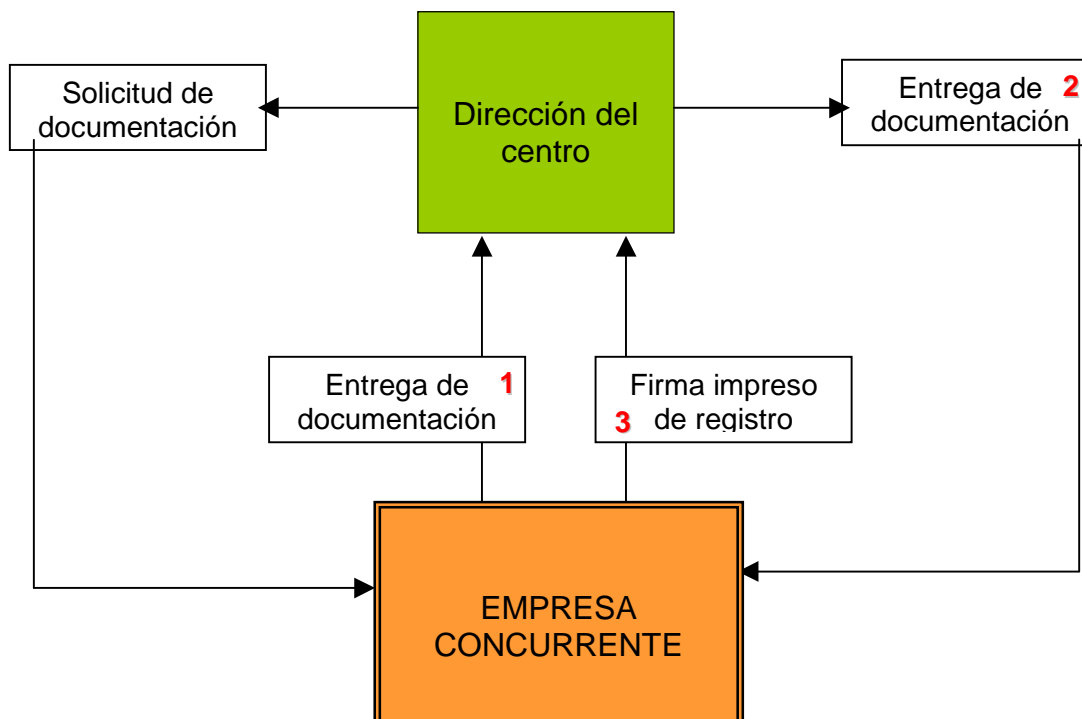 Solicitud de
documentación
Dirección del
centro
Entrega de 2
documentación
Entrega de 1
documentación
Firma impreso
3 de registro
EMPRESA
CONCURRENTE